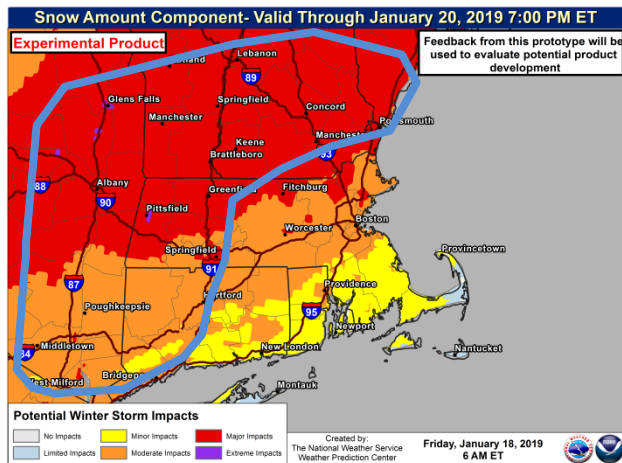 Snow Amount Component- Valid Through January 20, 2019 7:00 PM ET
Experimental Product
Feedback from this prototype will be
used to evaluate potential product
development
Lebanon
89
Glens Falls
Springfield
Concord
Manchester
Portsmouth
Keene
Manchest
93
Brattleboro
88
Albany
Greenfield
Fitchburg
90
Pittsfield
Boston
Worcester
Springfield
Provincetown
91
87
Hartford
Providence
Poughkeepsie
95
Newport
84
Middletown
New London
Nantucket
West Milford
Bridgep
Montauk
Potential Winter Storm Impacts
No Impacts
Minor Impacts
Major Impacts
Limited Impacts
Moderate Impacts
Extreme Impacts
Created by:
The National Weather Service
Weather Prediction Center
Friday, January 18, 2019
6 AM ET